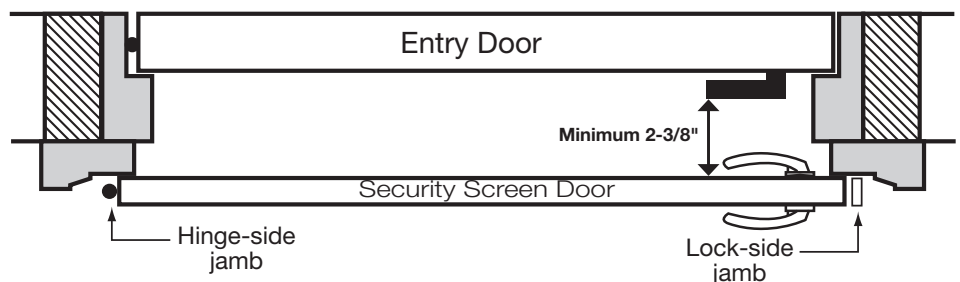 Entry Door
Minimum 2-3/8"
Security Screen Door
Hinge-side
jamb
Lock-side
jamb